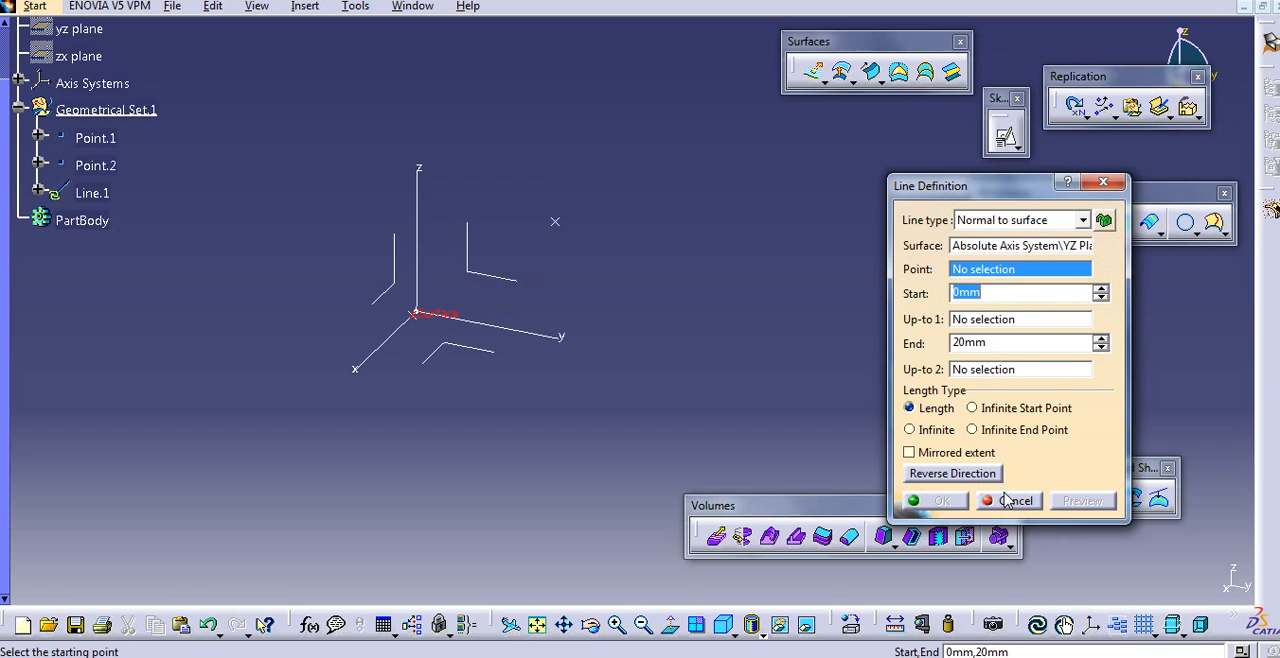 Start ENOVIA V5 VPM File Edit View Insert Tools Window Help
yz plane
zx plane
Axis Systems
Geometrical Set.1
Point.1
Point.2
Line.1
PartBody
z
x
y
Surfaces
Sk...
Replication
z
y
Line Definition
Line type : Normal to surface
Surface: Absolute Axis System\YZ Pla
Point: No selection
Start: 0mm
Up-to 1: No selection
End: 20mm
Up-to 2: No selection
Length Type
Length Infinite Start Point
Infinite Infinite End Point
Mirrored extent
Reverse Direction
OK Cancel Preview
Sh...
Volumes
z
x y
f(x)
CATIA
Select the starting point
Start,End 0mm,20mm